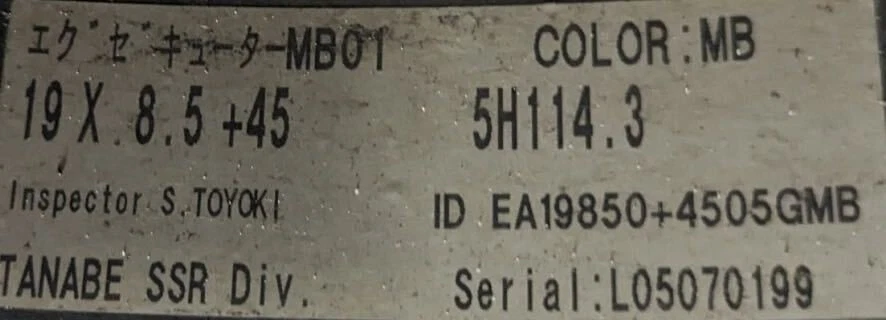 エグゼキューターMB01 COLOR:MB
19 X 8.5 +45 5H114.3
Inspector S.TOYOKI ID EA19850+4505GMB
TANABE SSR Div. Serial:L05070199